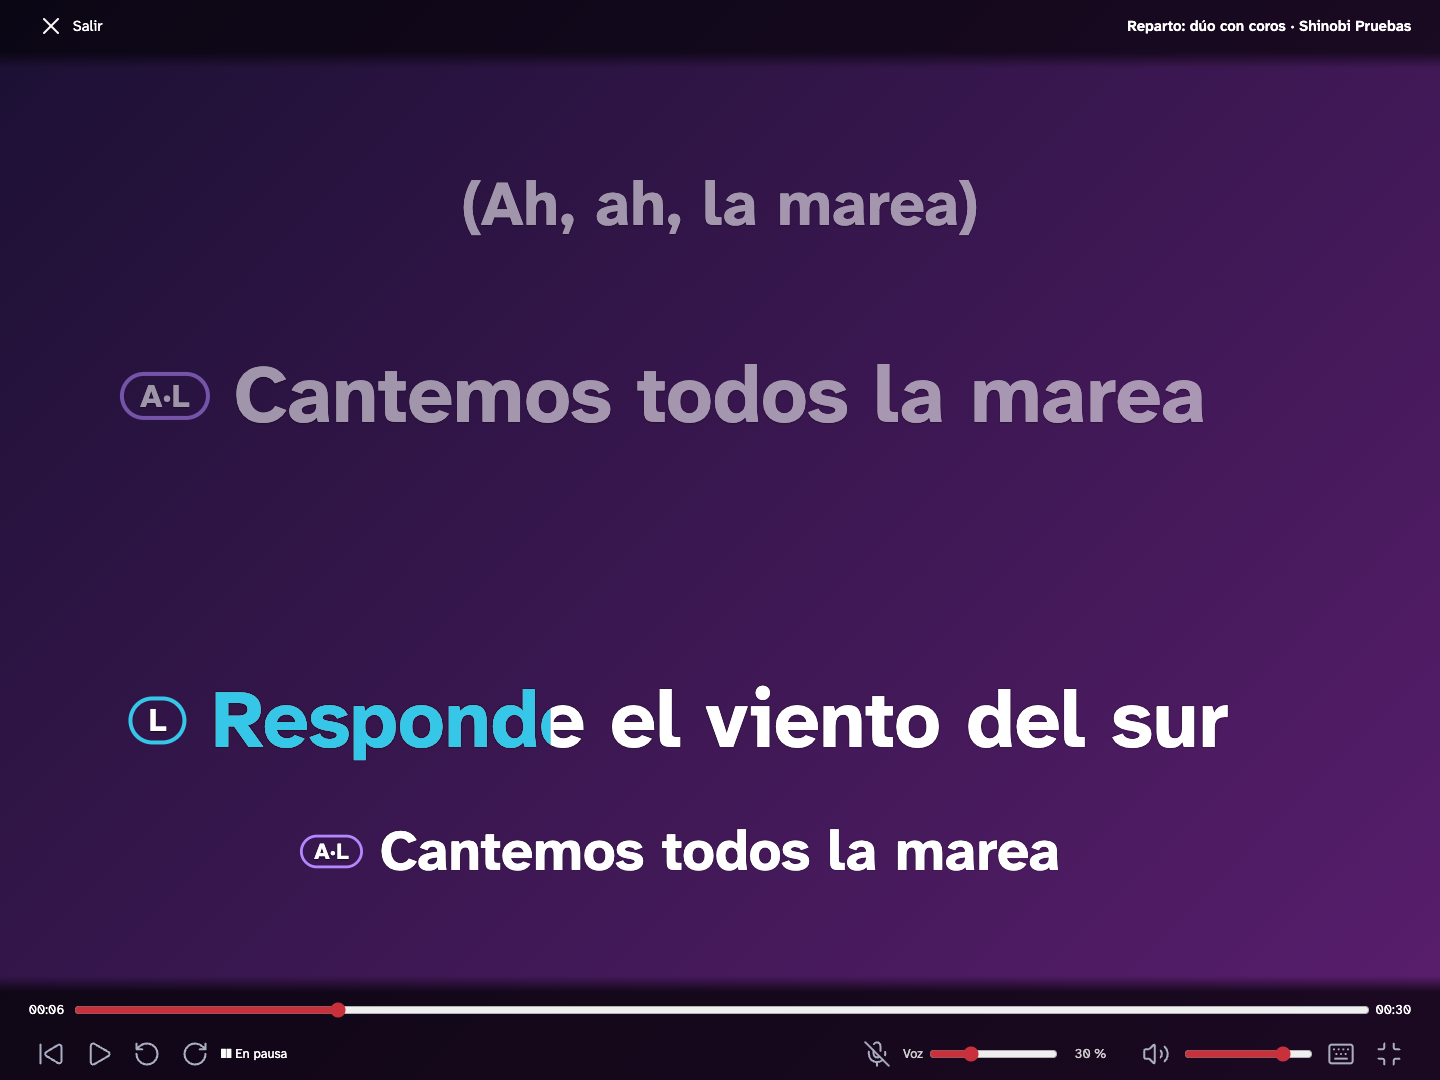 Salir
Reparto: dúo con coros · Shinobi Pruebas
(Ah, ah, la marea)
A·L Cantemos todos la marea
L Responde el viento del sur
A·L Cantemos todos la marea
00:06
00:30
En pausa
Voz
30 %